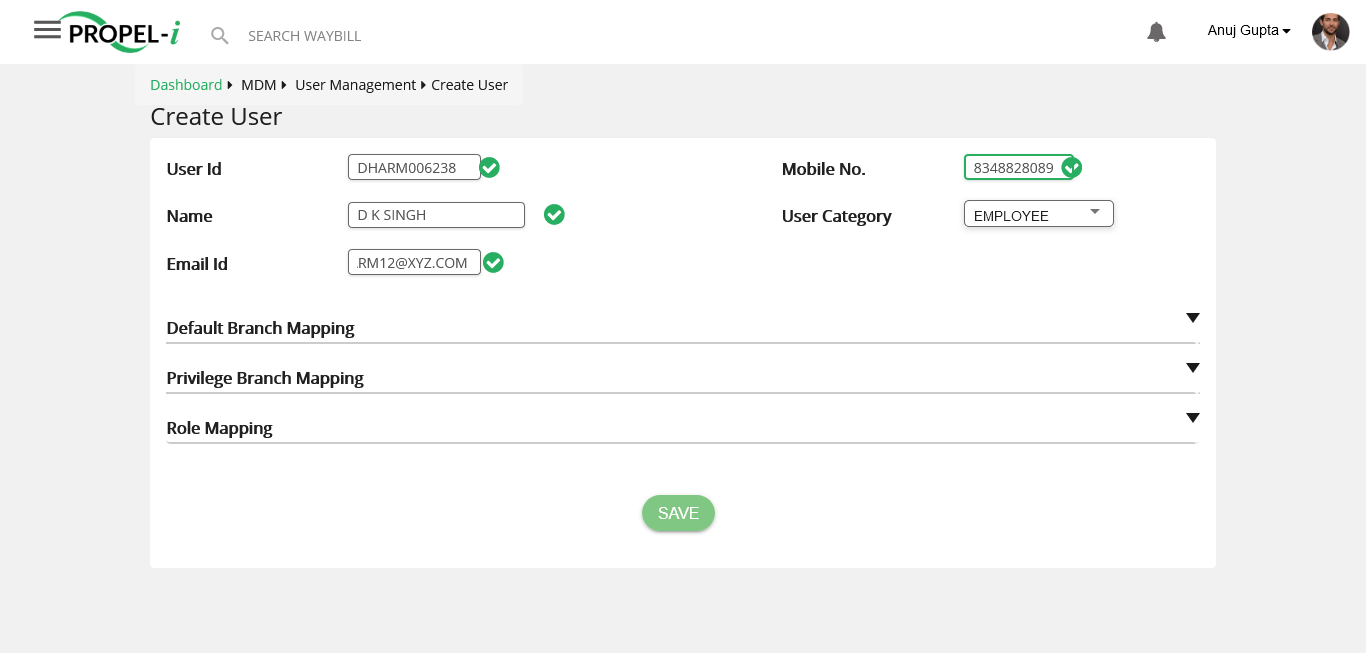 PROPEL-i
SEARCH WAYBILL
Anuj Gupta
Dashboard MDM User Management Create User
Create User
User Id DHARM006238 Mobile No. 8348828089
Name D K SINGH User Category EMPLOYEE
Email Id RM12@XYZ.COM
Default Branch Mapping
Privilege Branch Mapping
Role Mapping
SAVE